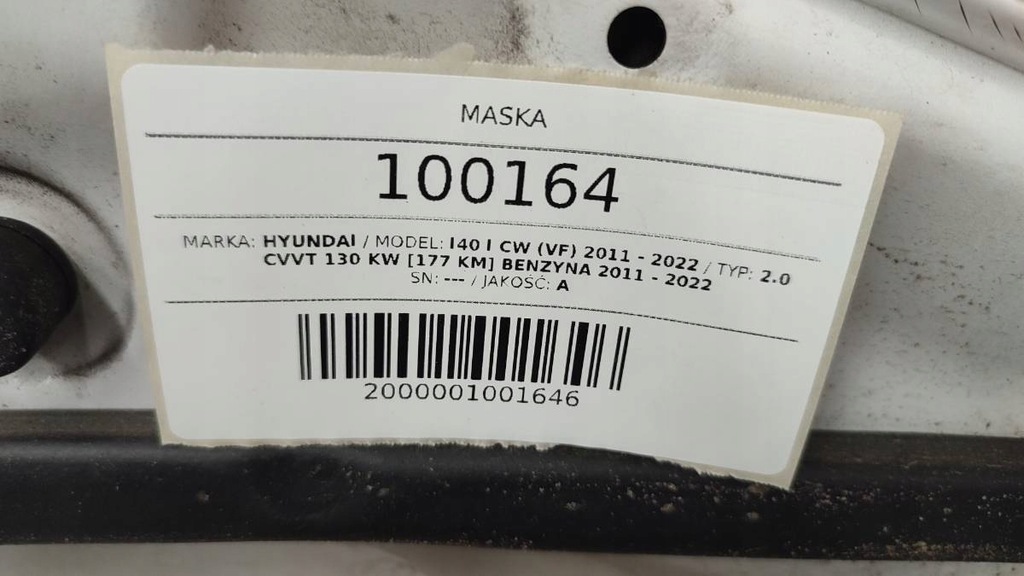 MASKA
100164
MARKA: HYUNDAI / MODEL: I40 I CW (VF) 2011 - 2022 / TYP: 2.0
CVVT 130 KW [177 KM] BENZYNA 2011 - 2022
SN: --- / JAKOŚĆ: A
2000001001646